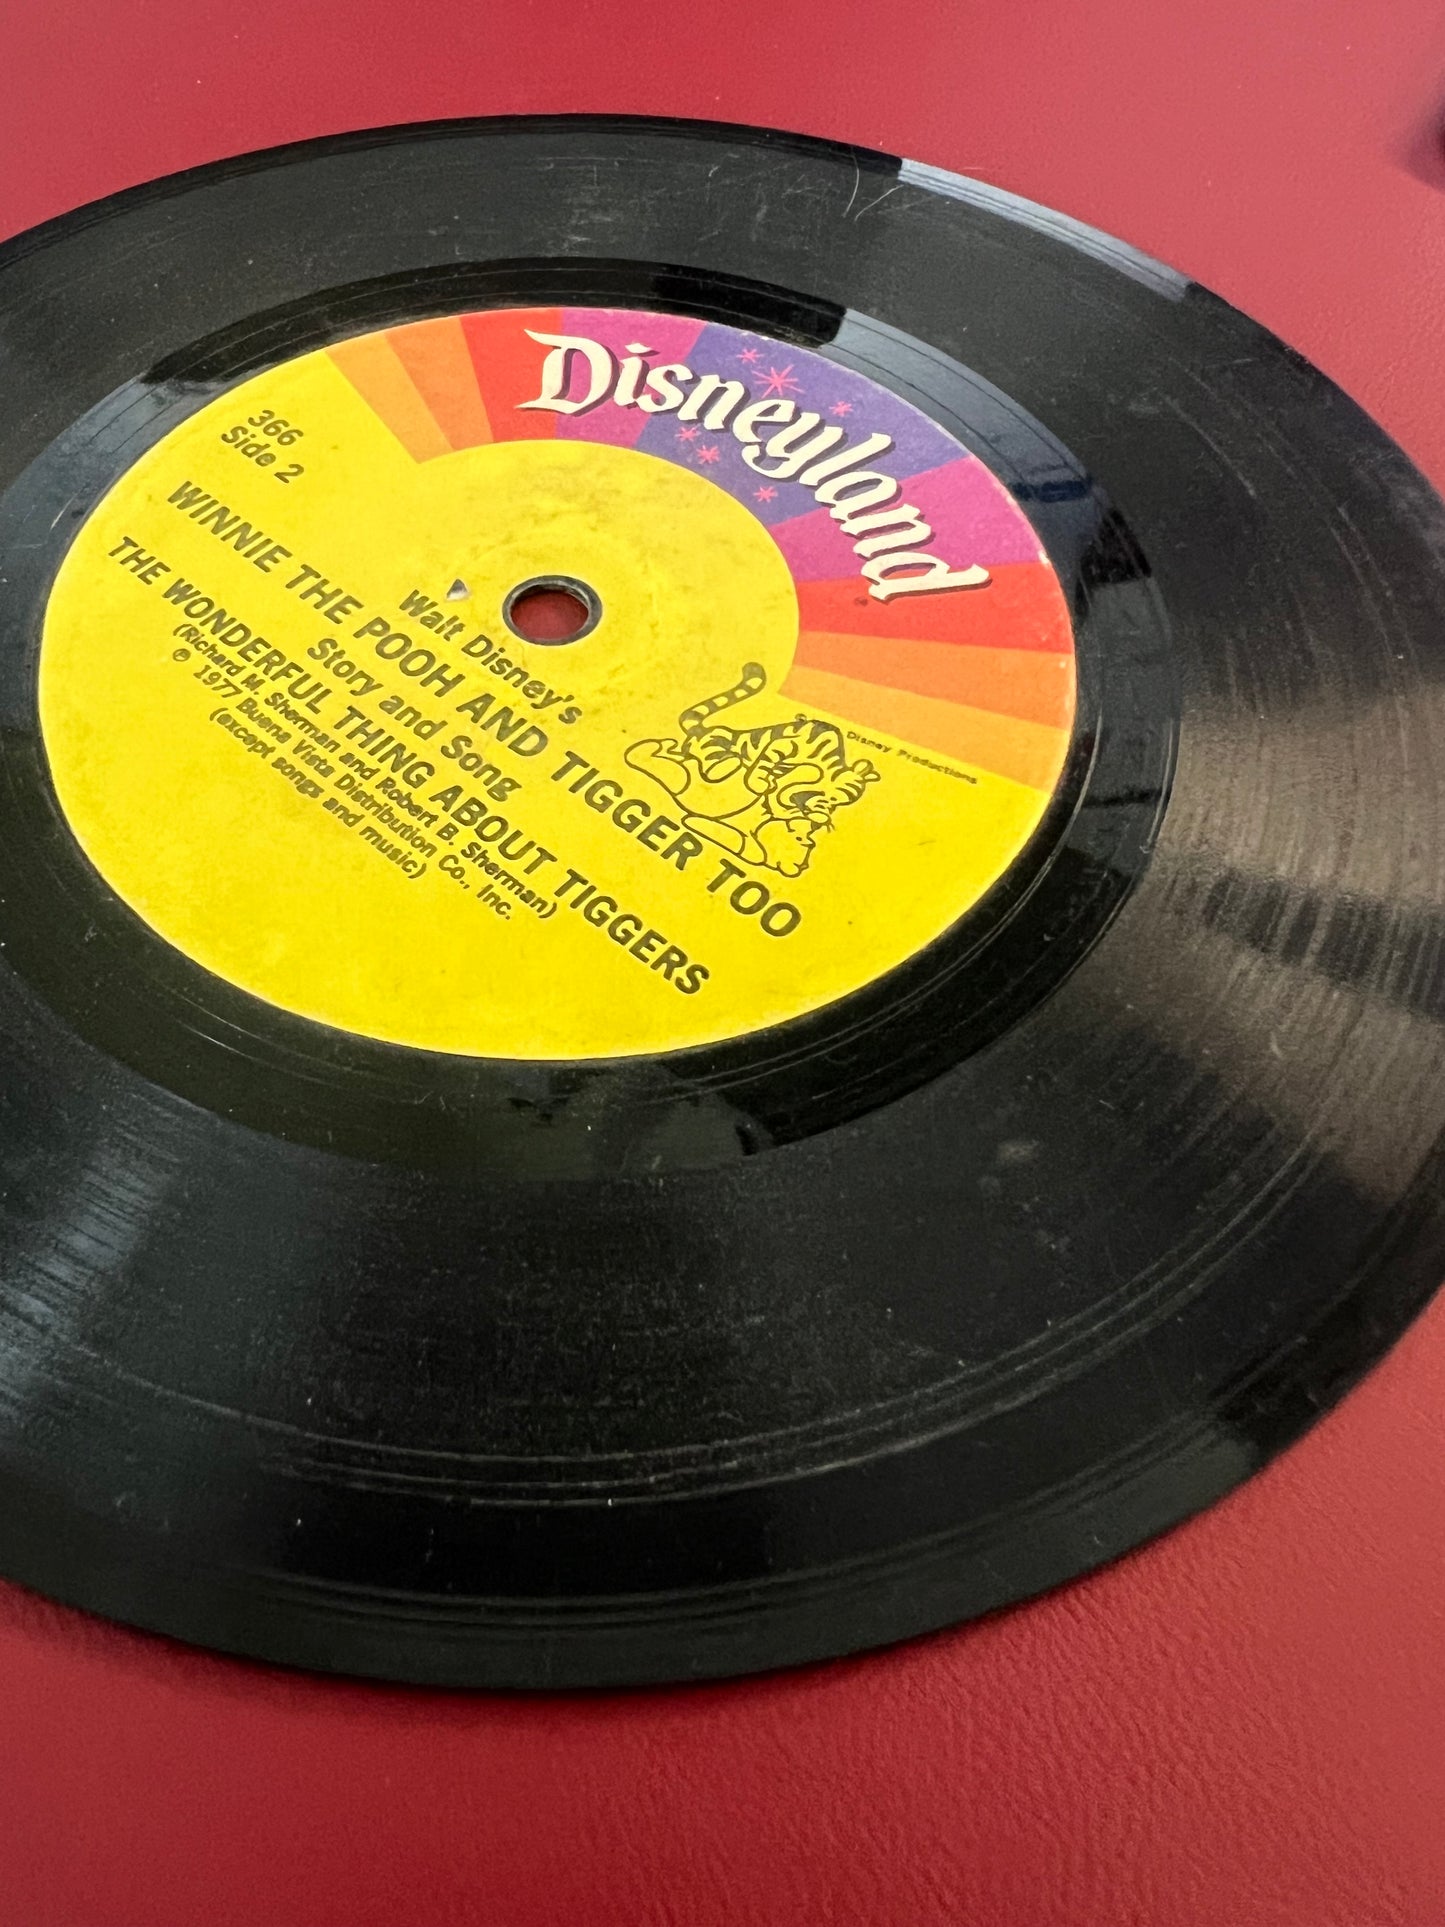 Disneyland
366
Side 2
Walt Disney's
WINNIE THE POOH AND TIGGER TOO
Story and Song
THE WONDERFUL THING ABOUT TIGGERS
(Richard M. Sherman and Robert B. Sherman)
℗ 1977 Buena Vista Distribution Co., Inc.
(except songs and music)
Disney Productions